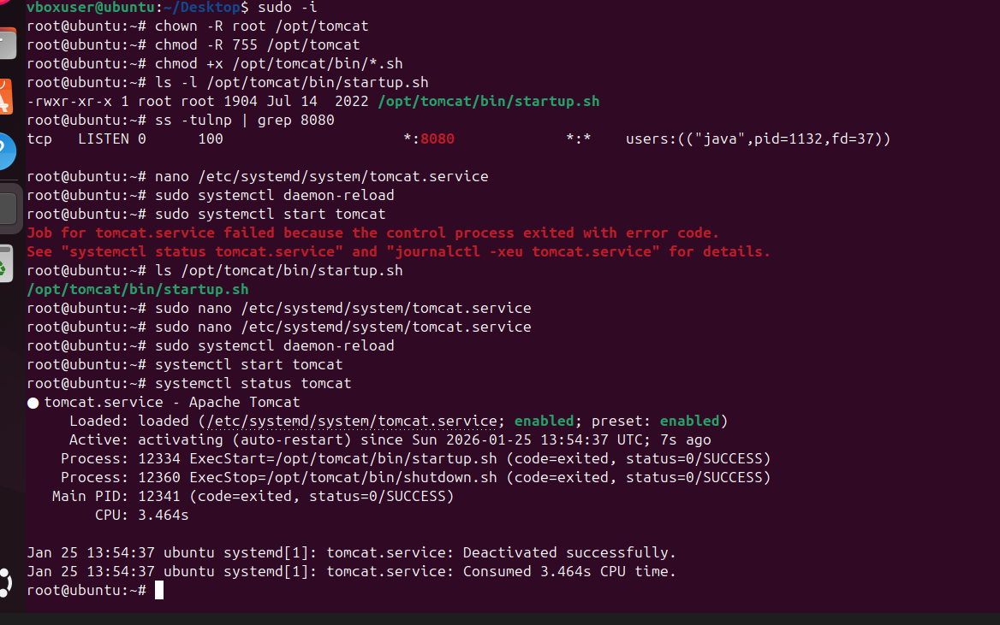 vboxuser@ubuntu:~/Desktop$ sudo -i
root@ubuntu:~# chown -R root /opt/tomcat
root@ubuntu:~# chmod -R 755 /opt/tomcat
root@ubuntu:~# chmod +x /opt/tomcat/bin/*.sh
root@ubuntu:~# ls -l /opt/tomcat/bin/startup.sh
-rwxr-xr-x 1 root root 1904 Jul 14  2022 /opt/tomcat/bin/startup.sh
root@ubuntu:~# ss -tulnp | grep 8080
tcp   LISTEN 0      100                     *:8080             *:*    users:(("java",pid=1132,fd=37))
root@ubuntu:~# nano /etc/systemd/system/tomcat.service
root@ubuntu:~# sudo systemctl daemon-reload
root@ubuntu:~# sudo systemctl start tomcat
Job for tomcat.service failed because the control process exited with error code.
See "systemctl status tomcat.service" and "journalctl -xeu tomcat.service" for details.
root@ubuntu:~# ls /opt/tomcat/bin/startup.sh
/opt/tomcat/bin/startup.sh
root@ubuntu:~# sudo nano /etc/systemd/system/tomcat.service
root@ubuntu:~# sudo nano /etc/systemd/system/tomcat.service
root@ubuntu:~# sudo systemctl daemon-reload
root@ubuntu:~# systemctl start tomcat
root@ubuntu:~# systemctl status tomcat
● tomcat.service - Apache Tomcat
     Loaded: loaded (/etc/systemd/system/tomcat.service; enabled; preset: enabled)
     Active: activating (auto-restart) since Sun 2026-01-25 13:54:37 UTC; 7s ago
    Process: 12334 ExecStart=/opt/tomcat/bin/startup.sh (code=exited, status=0/SUCCESS)
    Process: 12360 ExecStop=/opt/tomcat/bin/shutdown.sh (code=exited, status=0/SUCCESS)
   Main PID: 12341 (code=exited, status=0/SUCCESS)
        CPU: 3.464s
Jan 25 13:54:37 ubuntu systemd[1]: tomcat.service: Deactivated successfully.
Jan 25 13:54:37 ubuntu systemd[1]: tomcat.service: Consumed 3.464s CPU time.
root@ubuntu:~#